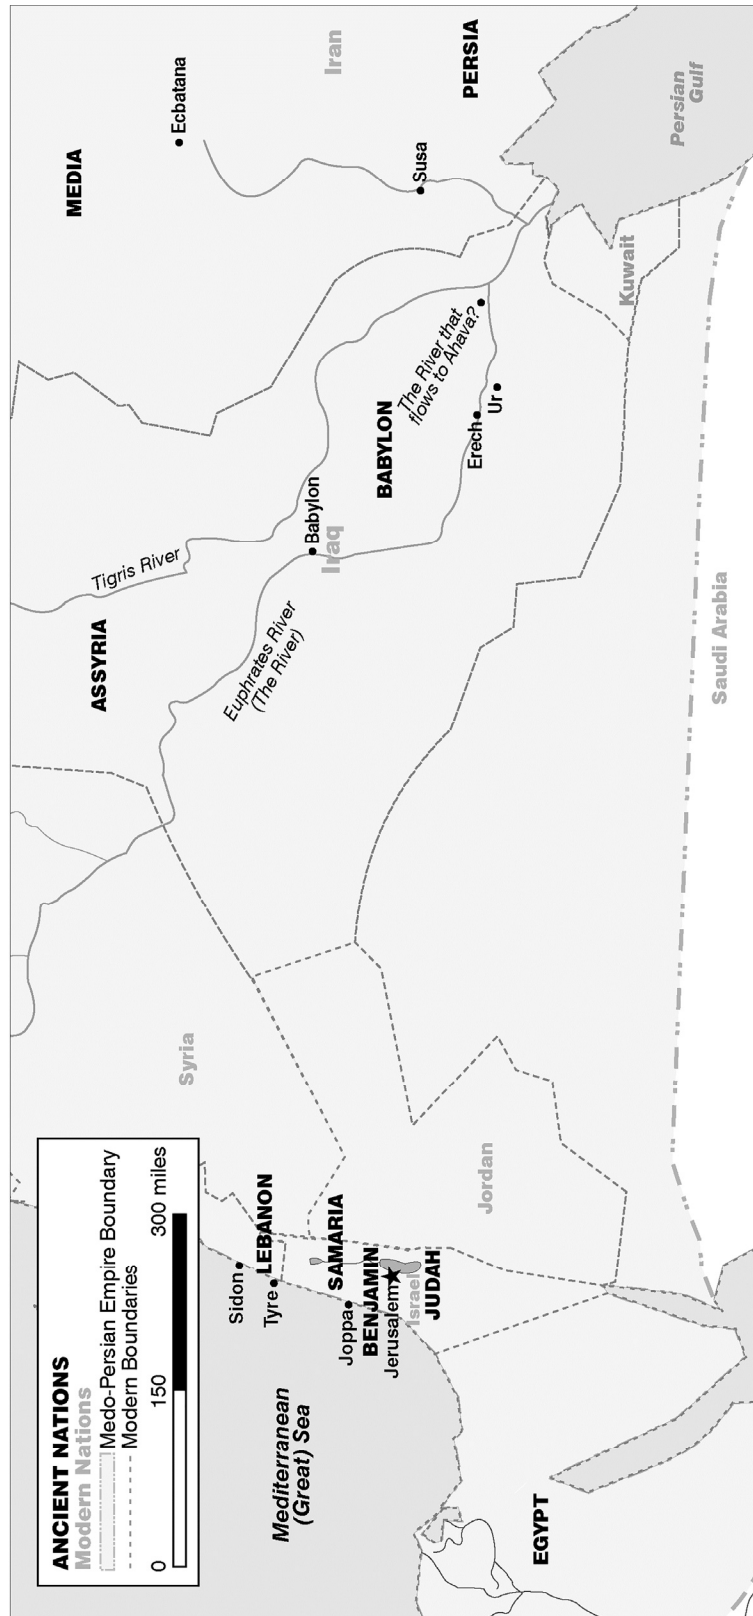 ANCIENT NATIONS
Modern Nations
Medo-Persian Empire Boundary
Modern Boundaries
0 150 300 miles
Mediterranean
(Great) Sea
EGYPT
Sidon
Tyre
LEBANON
Joppa
SAMARIA
BENJAMIN
Jerusalem
Israel
JUDAH
Syria
Jordan
ASSYRIA
Tigris River
Euphrates River
(The River)
Babylon
Iraq
BABYLON
The River that
flows to Ahava?
Erech
Ur
Saudi Arabia
MEDIA
Ecbatana
Iran
Susa
PERSIA
Kuwait
Persian
Gulf